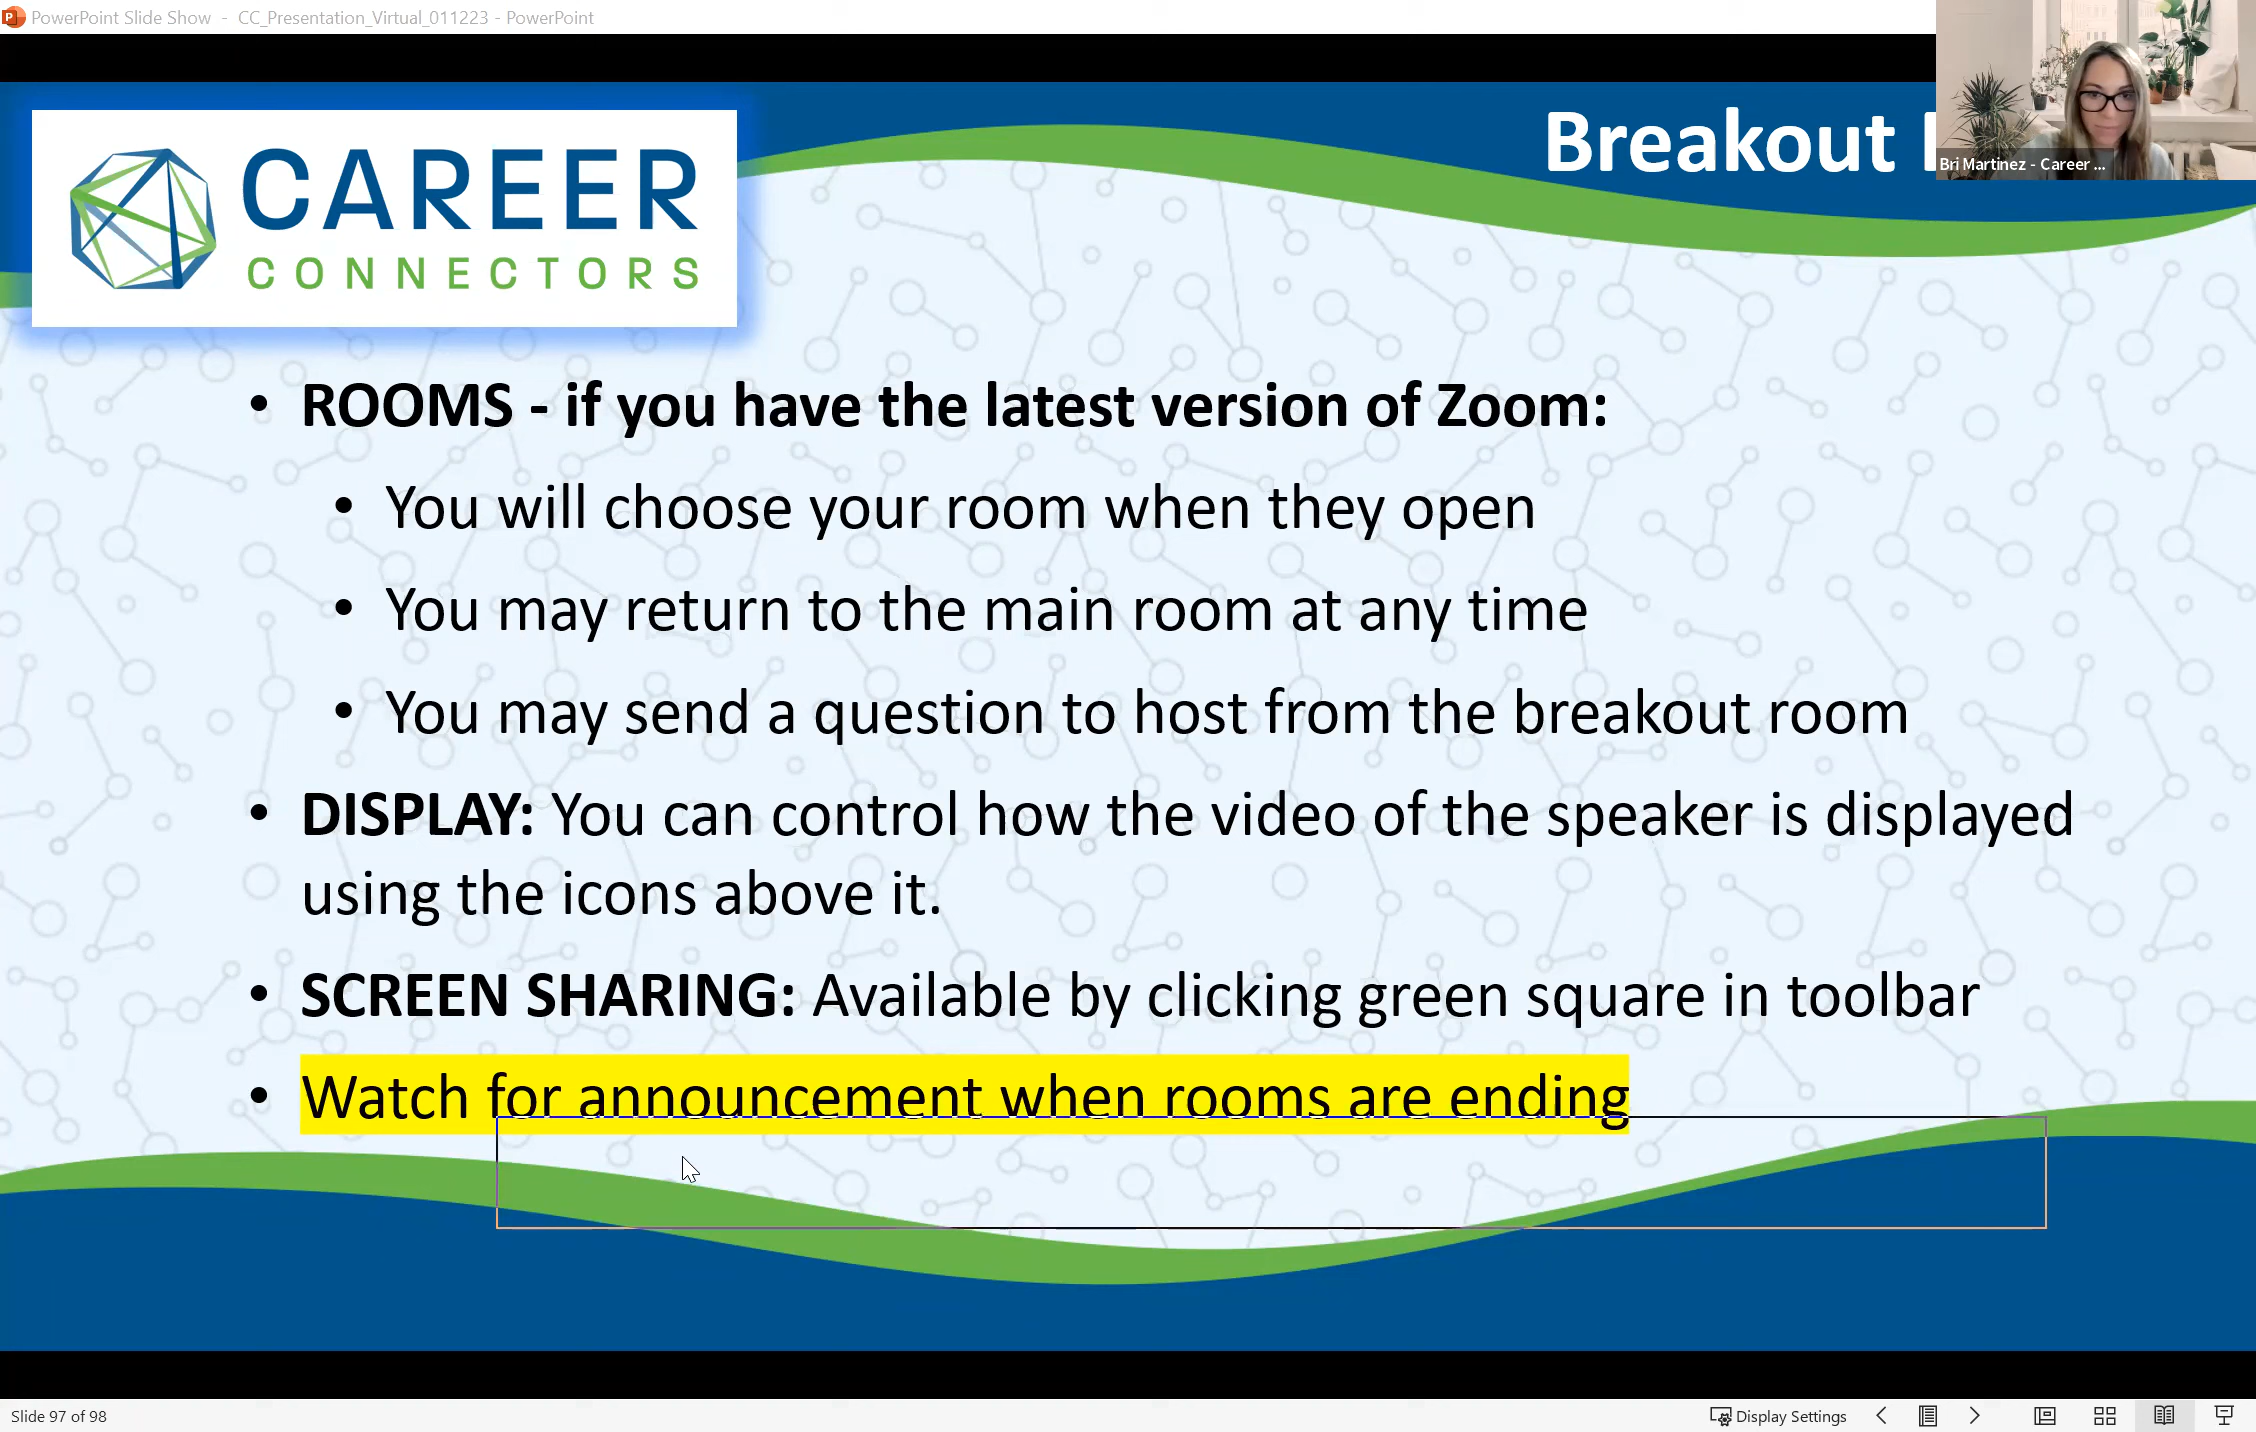 PowerPoint Slide Show - CC_Presentation_Virtual_011223 - PowerPoint
Breakout
Bri Martinez - Career ...
CAREER
CONNECTORS
• ROOMS - if you have the latest version of Zoom:
• You will choose your room when they open
• You may return to the main room at any time
• You may send a question to host from the breakout room
• DISPLAY: You can control how the video of the speaker is displayed
using the icons above it.
• SCREEN SHARING: Available by clicking green square in toolbar
• Watch for announcement when rooms are ending
Slide 97 of 98
Display Settings